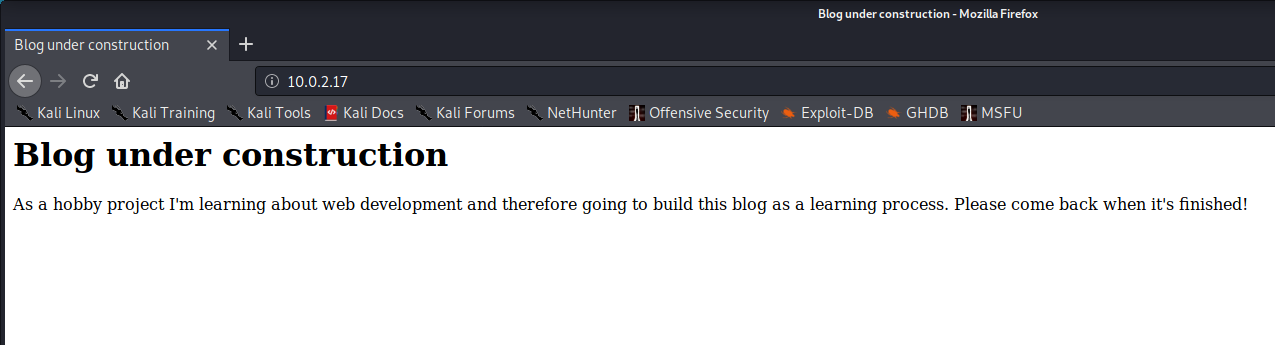 Blog under construction - Mozilla Firefox
Blog under construction
10.0.2.17
Kali Linux Kali Training Kali Tools Kali Docs Kali Forums NetHunter Offensive Security Exploit-DB GHDB MSFU
Blog under construction
As a hobby project I'm learning about web development and therefore going to build this blog as a learning process. Please come back when it's finished!